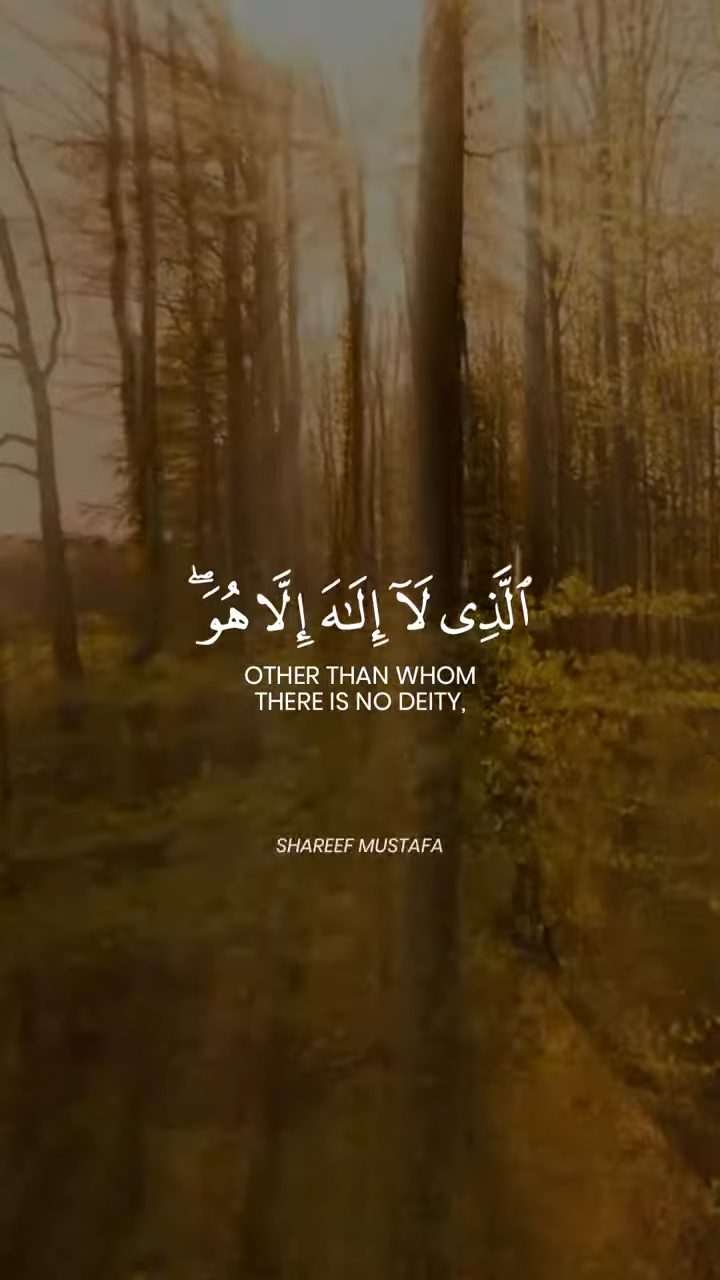 ٱلَّذِى لَآ إِلَـٰهَ إِلَّا هُوَ ۖ
OTHER THAN WHOM
THERE IS NO DEITY,
SHAREEF MUSTAFA